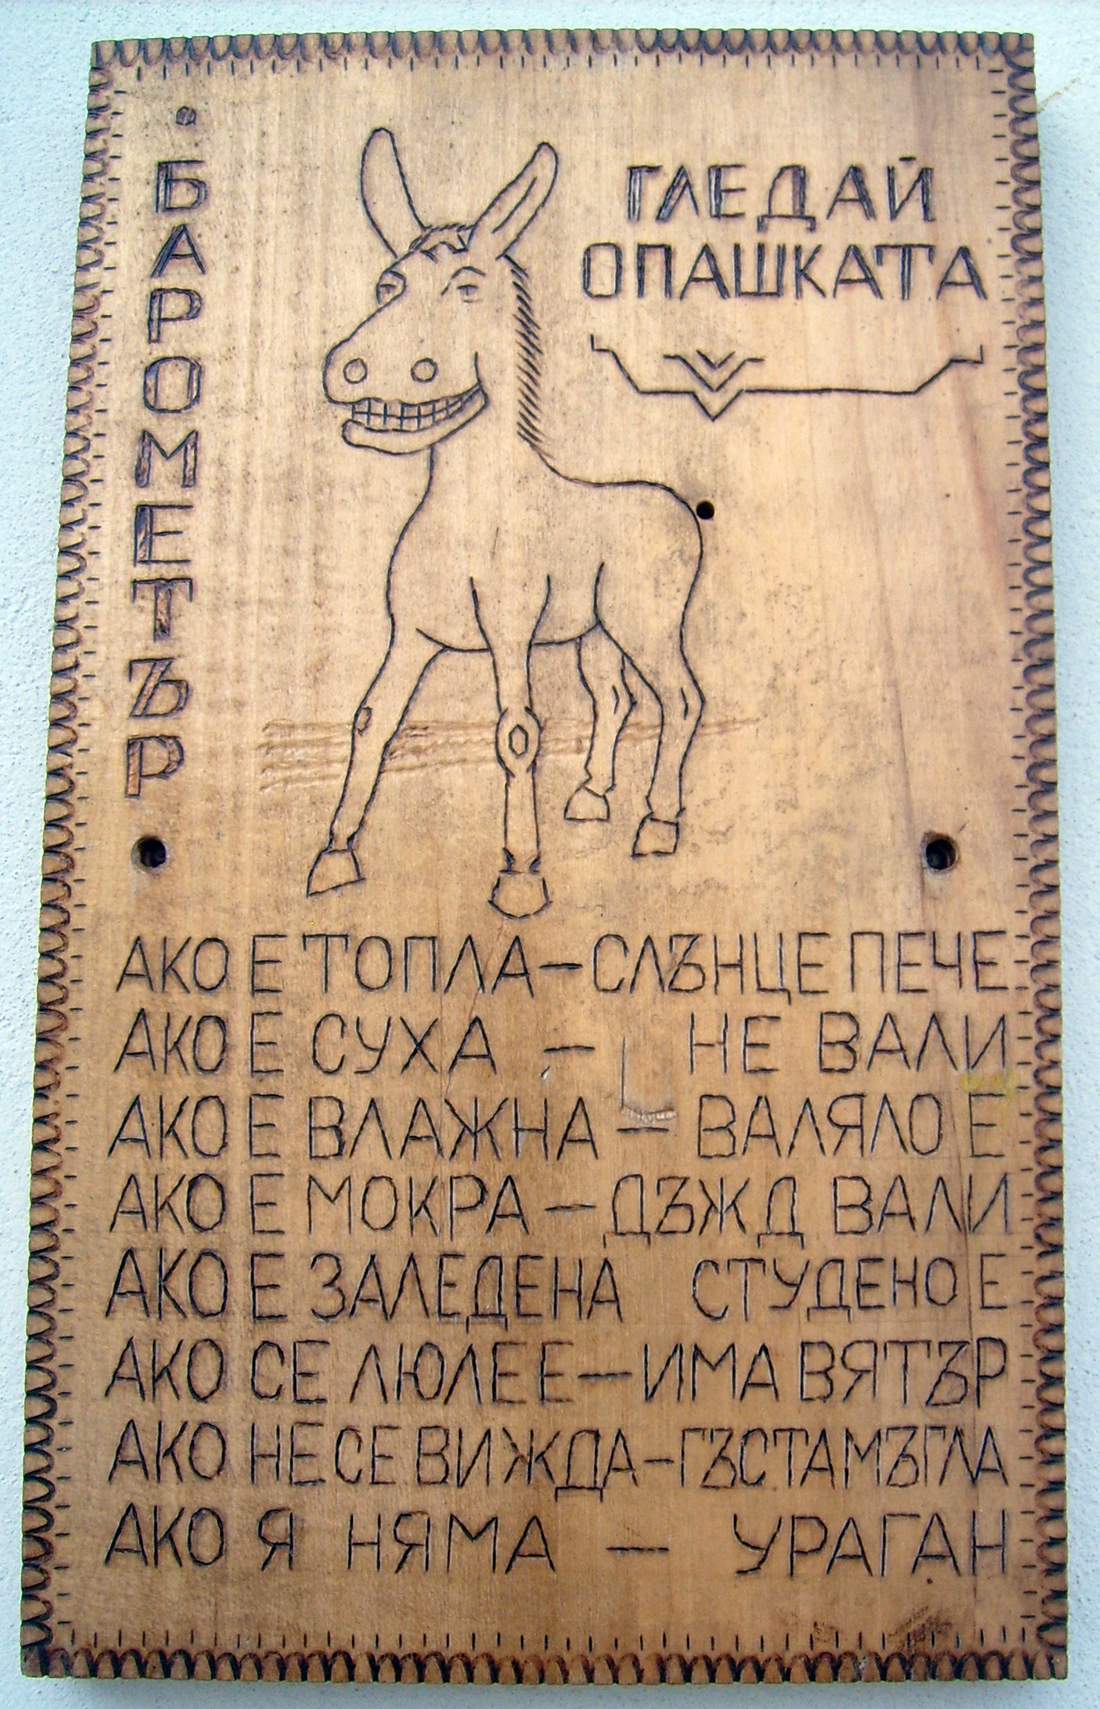 БАРОМЕТЪР
ГЛЕДАЙ
ОПАШКАТА
АКО Е ТОПЛА – СЛЪНЦЕ ПЕЧЕ
АКО Е СУХА – НЕ ВАЛИ
АКО Е ВЛАЖНА – ВАЛЯЛО Е
АКО Е МОКРА – ДЪЖД ВАЛИ
АКО Е ЗАЛЕДЕНА СТУДЕНО Е
АКО СЕ ЛЮЛЕЕ – ИМА ВЯТЪР
АКО НЕ СЕ ВИЖДА – ГЪСТА МЪГЛА
АКО Я НЯМА – УРАГАН